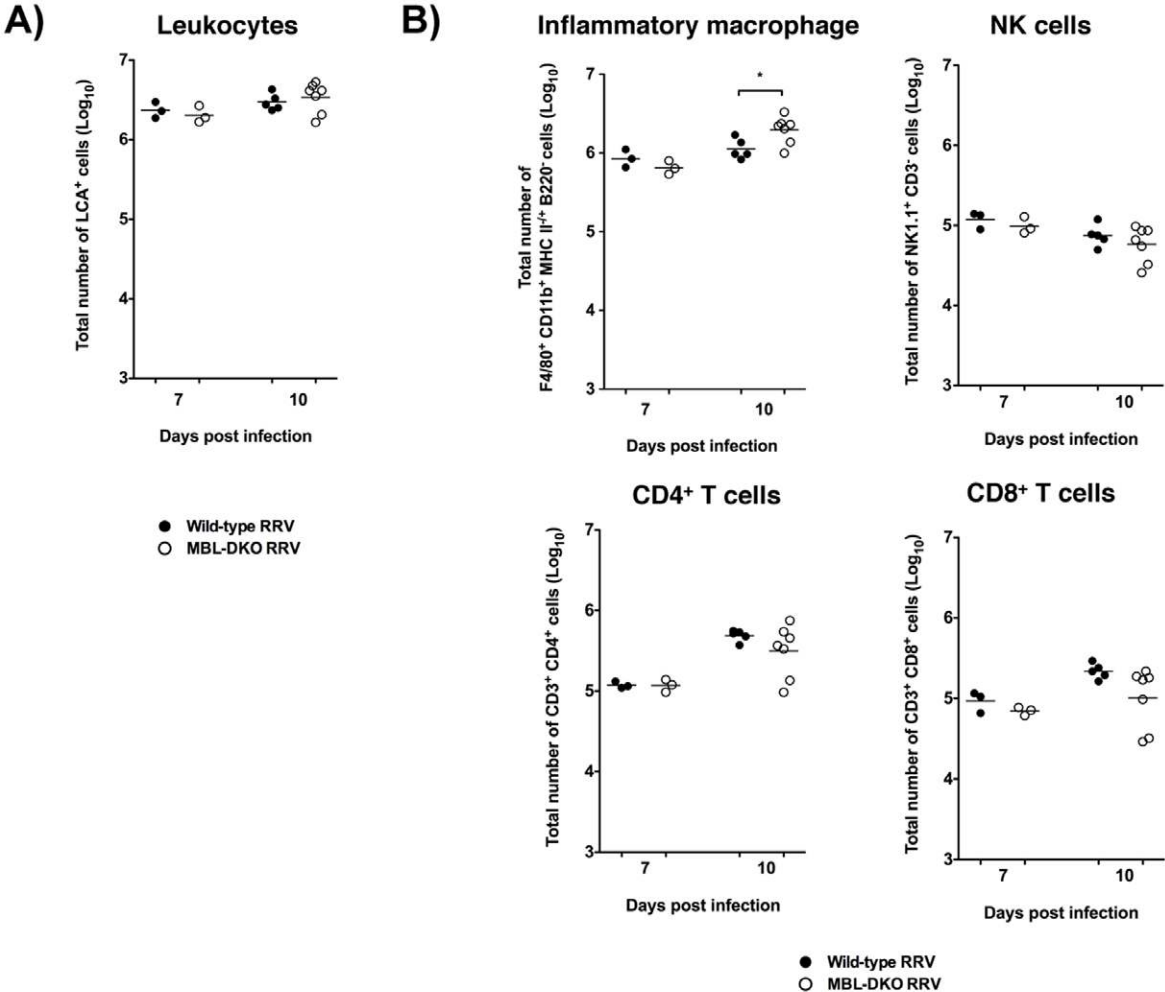 A)
Leukocytes
Total number of LCA⁺ cells (Log₁₀)
7
6
5
4
3
7 10
Days post infection
Wild-type RRV
MBL-DKO RRV
B)
Inflammatory macrophage
Total number of
F4/80⁺ CD11b⁺ MHC II⁻/⁺ B220⁻ cells (Log₁₀)
7
6
5
4
3
*
7 10
Days post infection
NK cells
Total number of NK1.1⁺ CD3⁻ cells (Log₁₀)
7
6
5
4
3
7 10
Days post infection
CD4⁺ T cells
Total number of CD3⁺ CD4⁺ cells (Log₁₀)
7
6
5
4
3
7 10
Days post infection
CD8⁺ T cells
Total number of CD3⁺ CD8⁺ cells (Log₁₀)
7
6
5
4
3
7 10
Days post infection
Wild-type RRV
MBL-DKO RRV